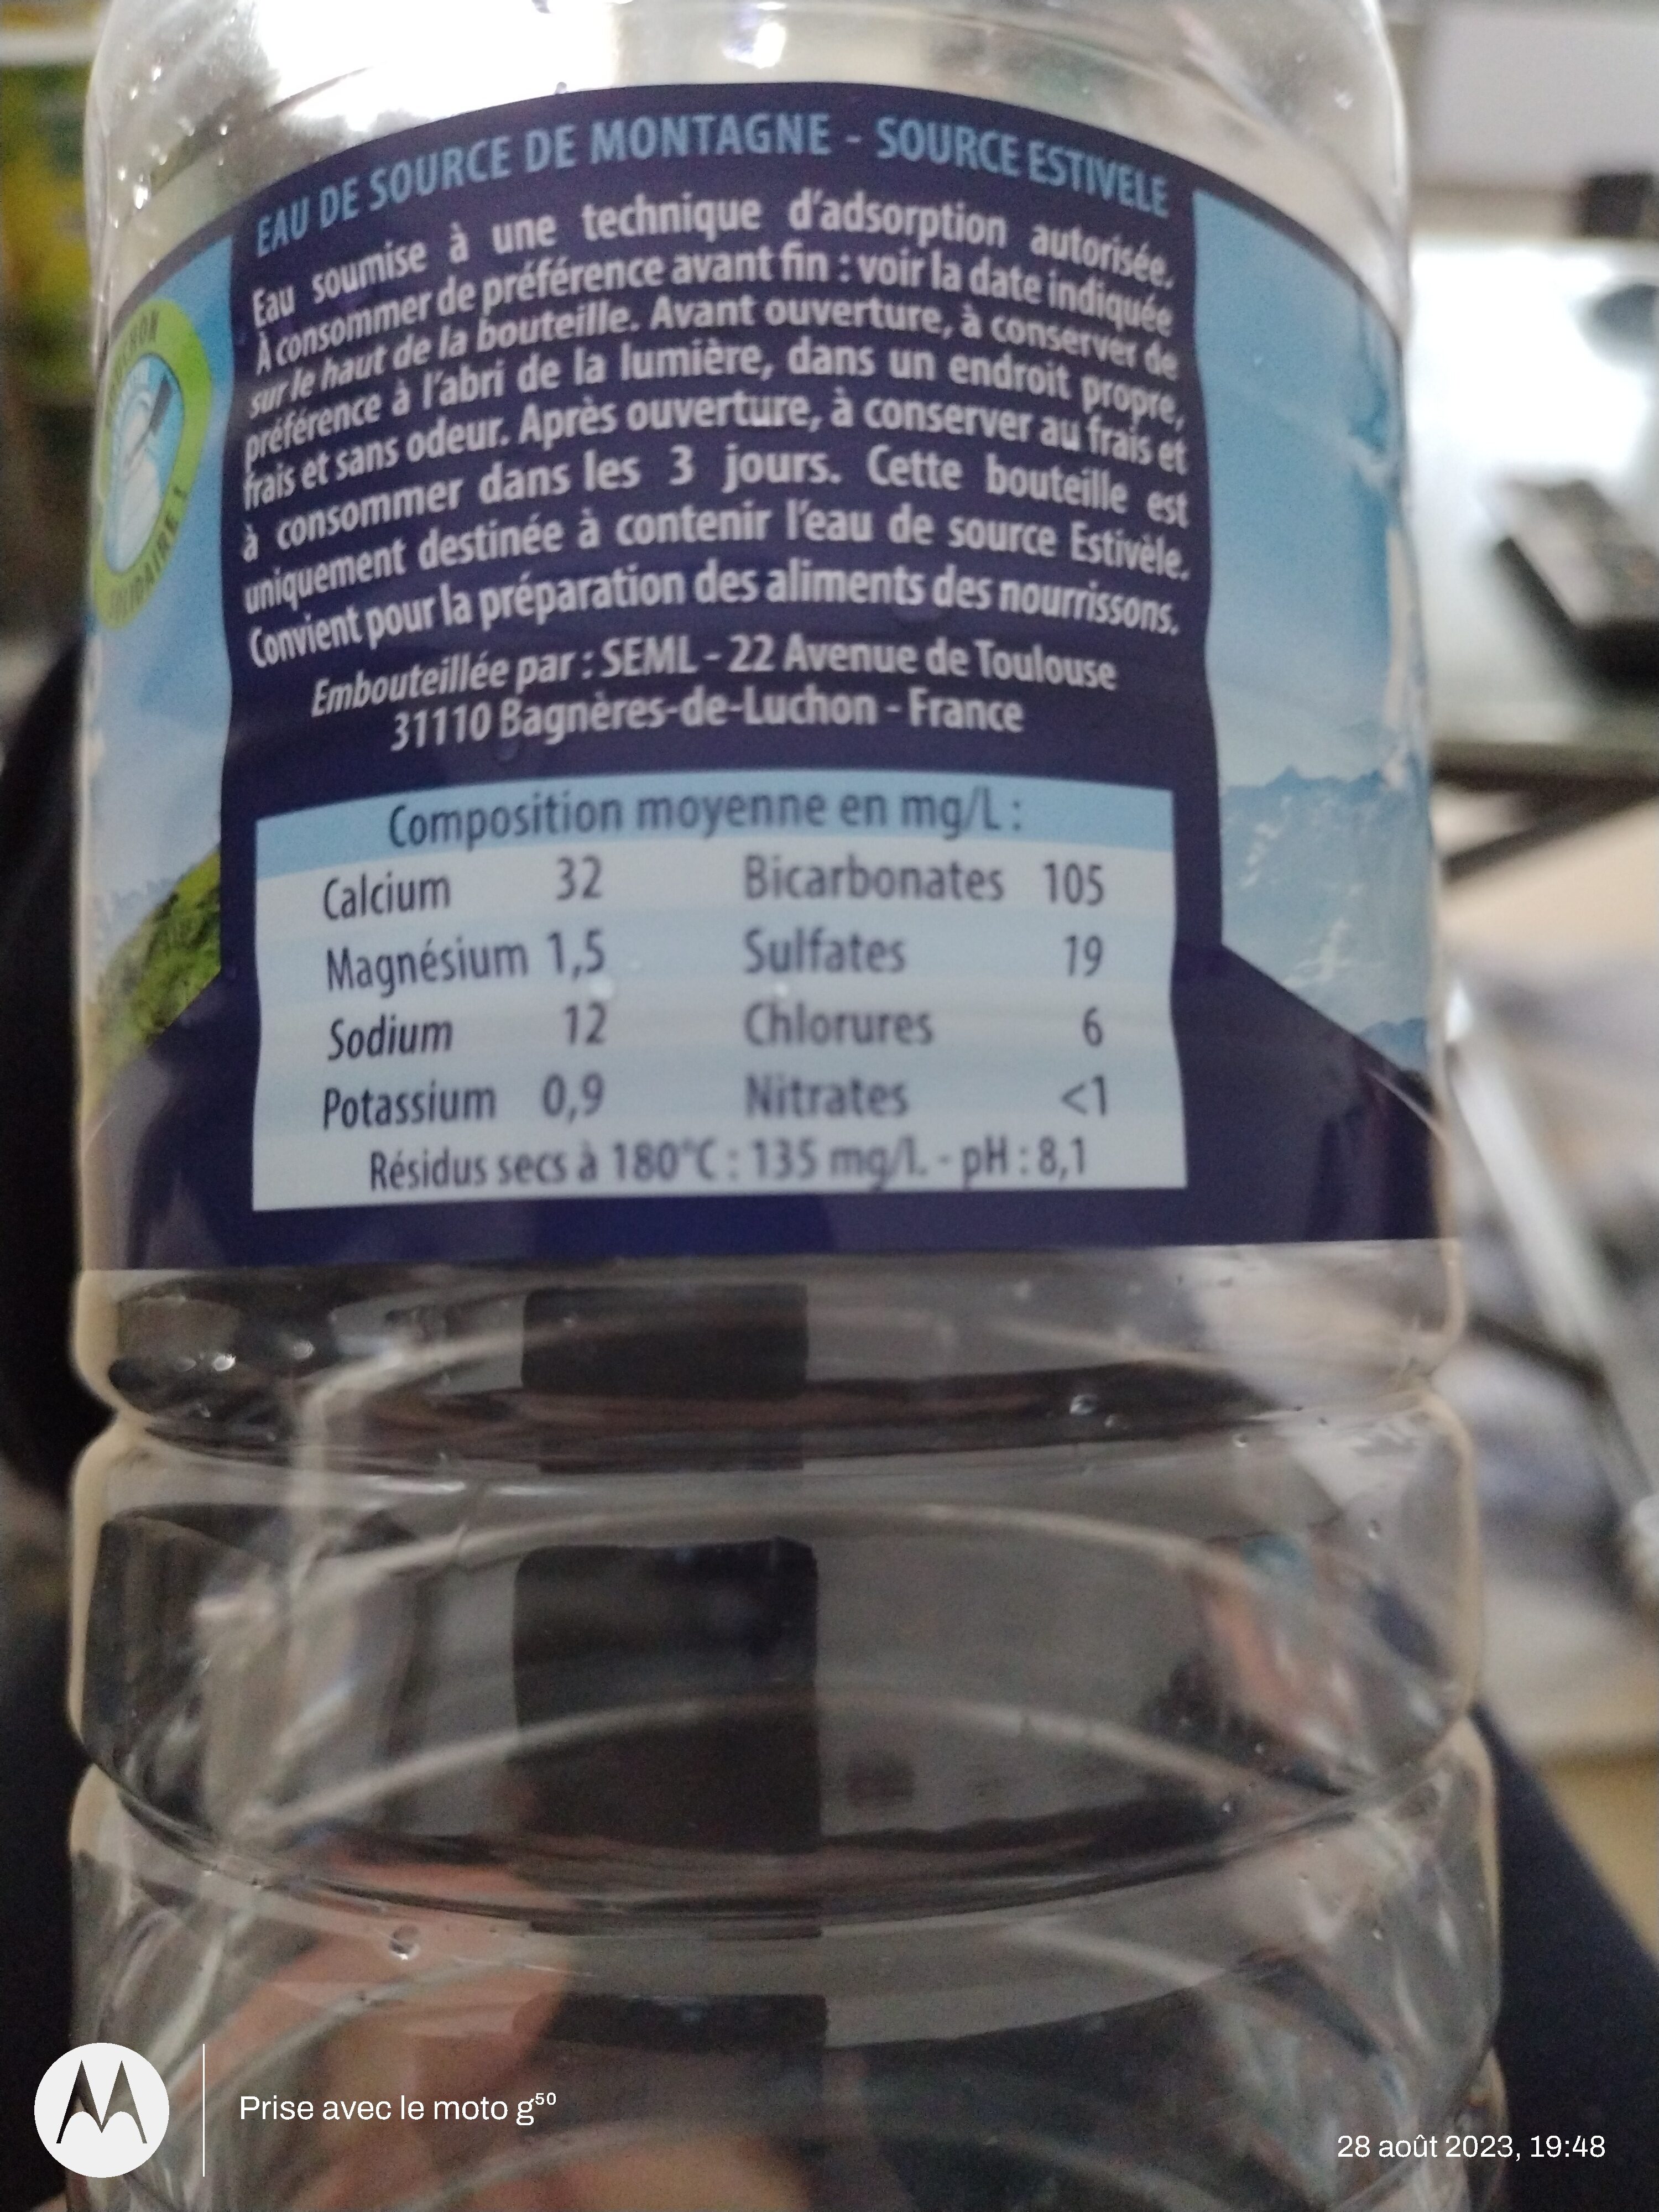 EAU DE SOURCE DE MONTAGNE - SOURCE ESTIVELE
Eau soumise à une technique d'adsorption autorisée.
À consommer de préférence avant fin : voir la date indiquée
sur le haut de la bouteille. Avant ouverture, à conserver de
préférence à l'abri de la lumière, dans un endroit propre,
frais et sans odeur. Après ouverture, à conserver au frais et
à consommer dans les 3 jours. Cette bouteille est
uniquement destinée à contenir l'eau de source Estivèle.
Convient pour la préparation des aliments des nourrissons.
Embouteillée par : SEML - 22 Avenue de Toulouse
31110 Bagnères-de-Luchon - France
Composition moyenne en mg/L :
Calcium 32 Bicarbonates 105
Magnésium 1,5 Sulfates 19
Sodium 12 Chlorures 6
Potassium 0,9 Nitrates <1
Résidus secs à 180°C : 135 mg/l. - pH : 8,1
Prise avec le moto g⁵⁰
28 août 2023, 19:48